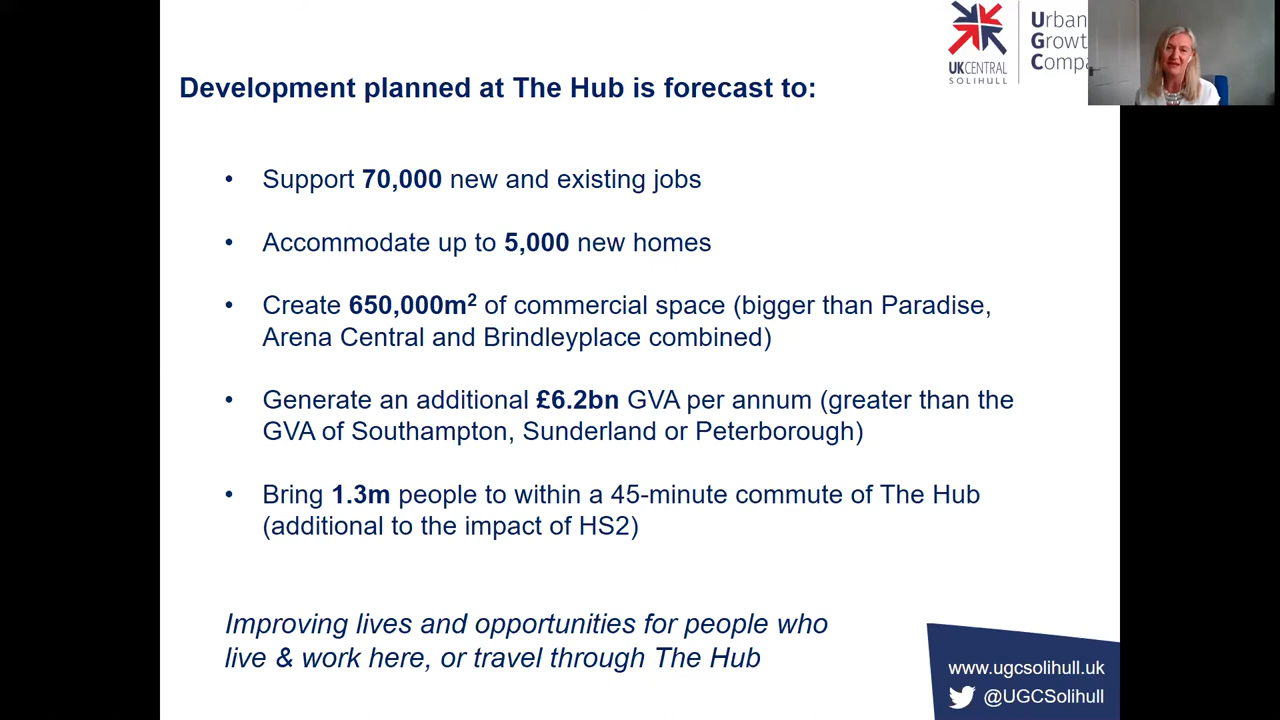 UKCENTRAL
SOLIHULL
Urban
Growt
Compa
Development planned at The Hub is forecast to:
• Support 70,000 new and existing jobs
• Accommodate up to 5,000 new homes
• Create 650,000m² of commercial space (bigger than Paradise,
Arena Central and Brindleyplace combined)
• Generate an additional £6.2bn GVA per annum (greater than the
GVA of Southampton, Sunderland or Peterborough)
• Bring 1.3m people to within a 45-minute commute of The Hub
(additional to the impact of HS2)
Improving lives and opportunities for people who
live & work here, or travel through The Hub
www.ugcsolihull.uk
@UGCSolihull